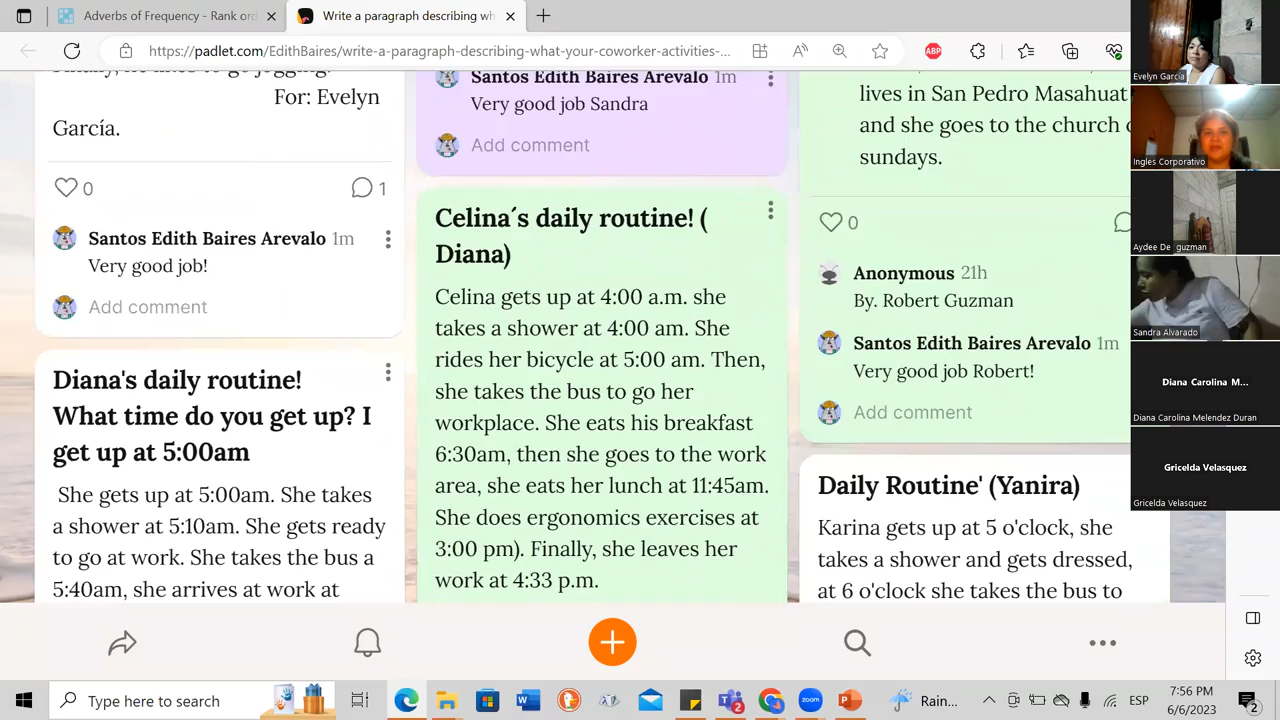 Adverbs of Frequency - Rank ord
Write a paragraph describing wh
https://padlet.com/EdithBaires/write-a-paragraph-describing-what-your-coworker-activities-...
ABP
For: Evelyn
García.
0
1
Santos Edith Baires Arevalo 1m
Very good job!
Add comment
Diana's daily routine!
What time do you get up? I
get up at 5:00am
She gets up at 5:00am. She takes
a shower at 5:10am. She gets ready
to go at work. She takes the bus a
5:40am, she arrives at work at
Santos Edith Baires Arevalo 1m
Very good job Sandra
Add comment
Celina´s daily routine! (
Diana)
Celina gets up at 4:00 a.m. she
takes a shower at 4:00 am. She
rides her bicycle at 5:00 am. Then,
she takes the bus to go her
workplace. She eats his breakfast
6:30am, then she goes to the work
area, she eats her lunch at 11:45am.
She does ergonomics exercises at
3:00 pm). Finally, she leaves her
work at 4:33 p.m.
lives in San Pedro Masahuat
and she goes to the church
sundays.
0
Anonymous 21h
By. Robert Guzman
Santos Edith Baires Arevalo 1m
Very good job Robert!
Add comment
Daily Routine' (Yanira)
Karina gets up at 5 o'clock, she
takes a shower and gets dressed,
at 6 o'clock she takes the bus to
Evelyn García
Ingles Corporativo
Aydee De guzman
Sandra Alvarado
Diana Carolina M...
Diana Carolina Melendez Duran
Gricelda Velasquez
Gricelda Velasquez
Type here to search
Rain...
ESP
7:56 PM
6/6/2023
2